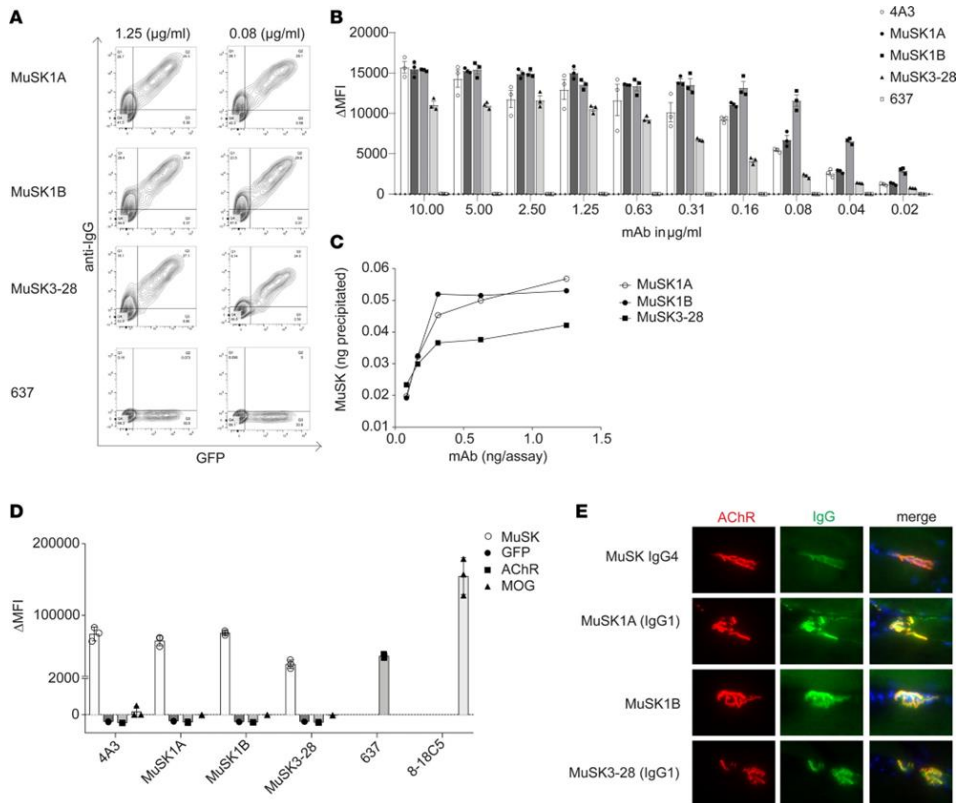 A
1.25 (µg/ml) 0.08 (µg/ml)
MuSK1A
MuSK1B
MuSK3-28
637
anti-IgG
GFP
B
ΔMFI
15000
10000
5000
0
10.00 5.00 2.50 1.25 0.63 0.31 0.16 0.08 0.04 0.02
mAb in µg/ml
4A3
MuSK1A
MuSK1B
MuSK3-28
637
C
MuSK (ng precipitated)
0.06
0.05
0.04
0.03
0.02
0.01
0.0 0.5 1.0 1.5
mAb (ng/assay)
MuSK1A
MuSK1B
MuSK3-28
D
ΔMFI
200000
100000
2000
0
4A3 MuSK1A MuSK1B MuSK3-28 637 8-18C5
MuSK
GFP
AChR
MOG
E
AChR IgG merge
MuSK IgG4
MuSK1A (IgG1)
MuSK1B
MuSK3-28 (IgG1)